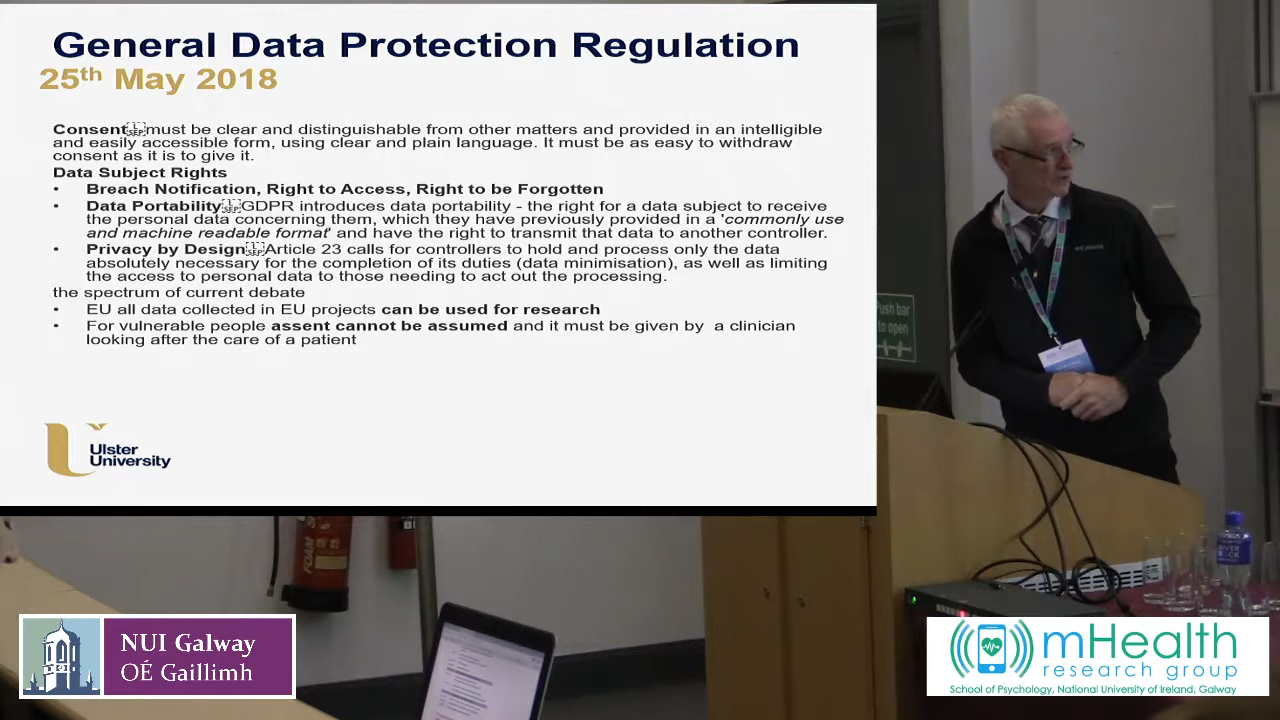 General Data Protection Regulation
25th May 2018
Consent must be clear and distinguishable from other matters and provided in an intelligible
and easily accessible form, using clear and plain language. It must be as easy to withdraw
consent as it is to give it.
Data Subject Rights
• Breach Notification, Right to Access, Right to be Forgotten
• Data Portability GDPR introduces data portability - the right for a data subject to receive
the personal data concerning them, which they have previously provided in a 'commonly use
and machine readable format' and have the right to transmit that data to another controller.
• Privacy by Design Article 23 calls for controllers to hold and process only the data
absolutely necessary for the completion of its duties (data minimisation), as well as limiting
the access to personal data to those needing to act out the processing.
the spectrum of current debate
• EU all data collected in EU projects can be used for research
• For vulnerable people assent cannot be assumed and it must be given by a clinician
looking after the care of a patient
Ulster
University
Push bar
to open
Columbia
FOAM
NUI Galway
OÉ Gaillimh
mHealth
research group
School of Psychology, National University of Ireland, Galway